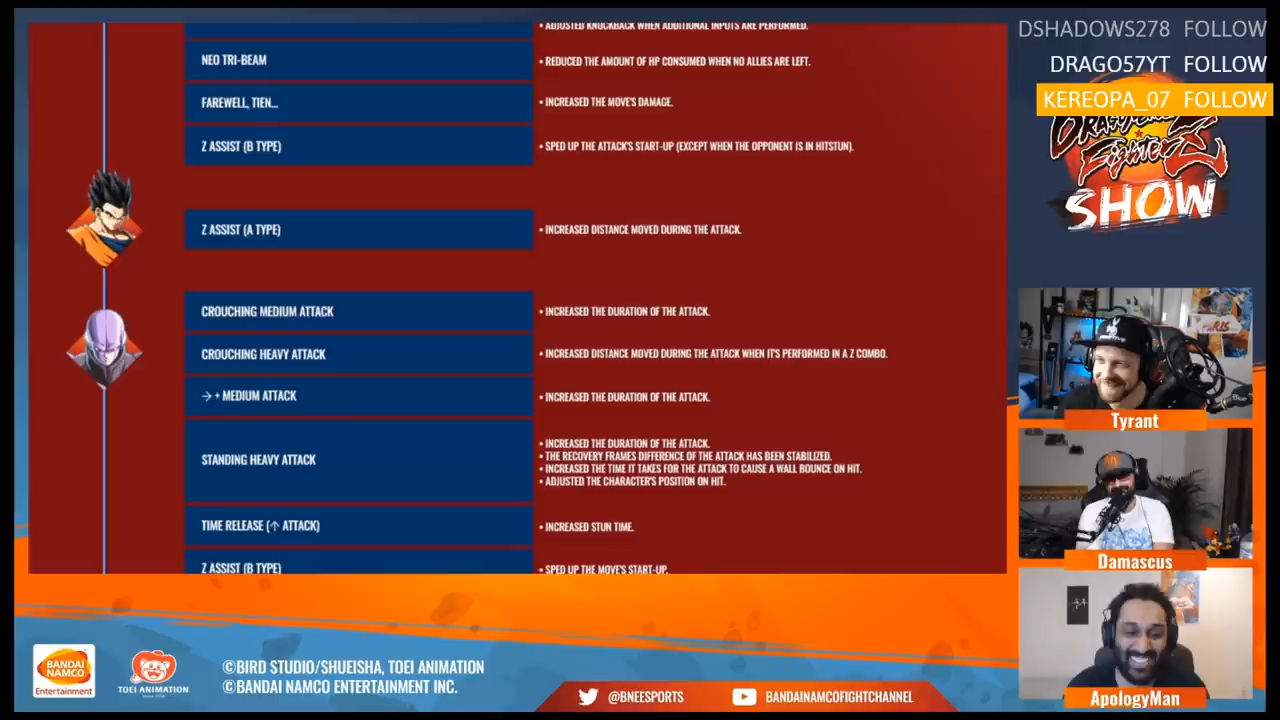 • ADJUSTED KNOCKBACK WHEN ADDITIONAL INPUTS ARE PERFORMED.
NEO TRI-BEAM
• REDUCED THE AMOUNT OF HP CONSUMED WHEN NO ALLIES ARE LEFT.
FAREWELL, TIEN...
• INCREASED THE MOVE'S DAMAGE.
Z ASSIST (B TYPE)
• SPED UP THE ATTACK'S START-UP (EXCEPT WHEN THE OPPONENT IS IN HITSTUN).
Z ASSIST (A TYPE)
• INCREASED DISTANCE MOVED DURING THE ATTACK.
CROUCHING MEDIUM ATTACK
• INCREASED THE DURATION OF THE ATTACK.
CROUCHING HEAVY ATTACK
• INCREASED DISTANCE MOVED DURING THE ATTACK WHEN IT'S PERFORMED IN A Z COMBO.
→ + MEDIUM ATTACK
• INCREASED THE DURATION OF THE ATTACK.
STANDING HEAVY ATTACK
• INCREASED THE DURATION OF THE ATTACK.
• THE RECOVERY FRAMES DIFFERENCE OF THE ATTACK HAS BEEN STABILIZED.
• INCREASED THE TIME IT TAKES FOR THE ATTACK TO CAUSE A WALL BOUNCE ON HIT.
• ADJUSTED THE CHARACTER'S POSITION ON HIT.
TIME RELEASE (↑ ATTACK)
• INCREASED STUN TIME.
Z ASSIST (B TYPE)
• SPED UP THE MOVE'S START-UP.
DSHADOWS278 FOLLOW
DRAGO57YT FOLLOW
KEREOPA_07 FOLLOW
FighterZ
SHOW
Tyrant
Damascus
ApologyMan
BANDAI
NAMCO
Entertainment
TOEI ANIMATION
©BIRD STUDIO/SHUEISHA, TOEI ANIMATION
©BANDAI NAMCO ENTERTAINMENT INC.
@BNEESPORTS
BANDAINAMCOFIGHTCHANNEL